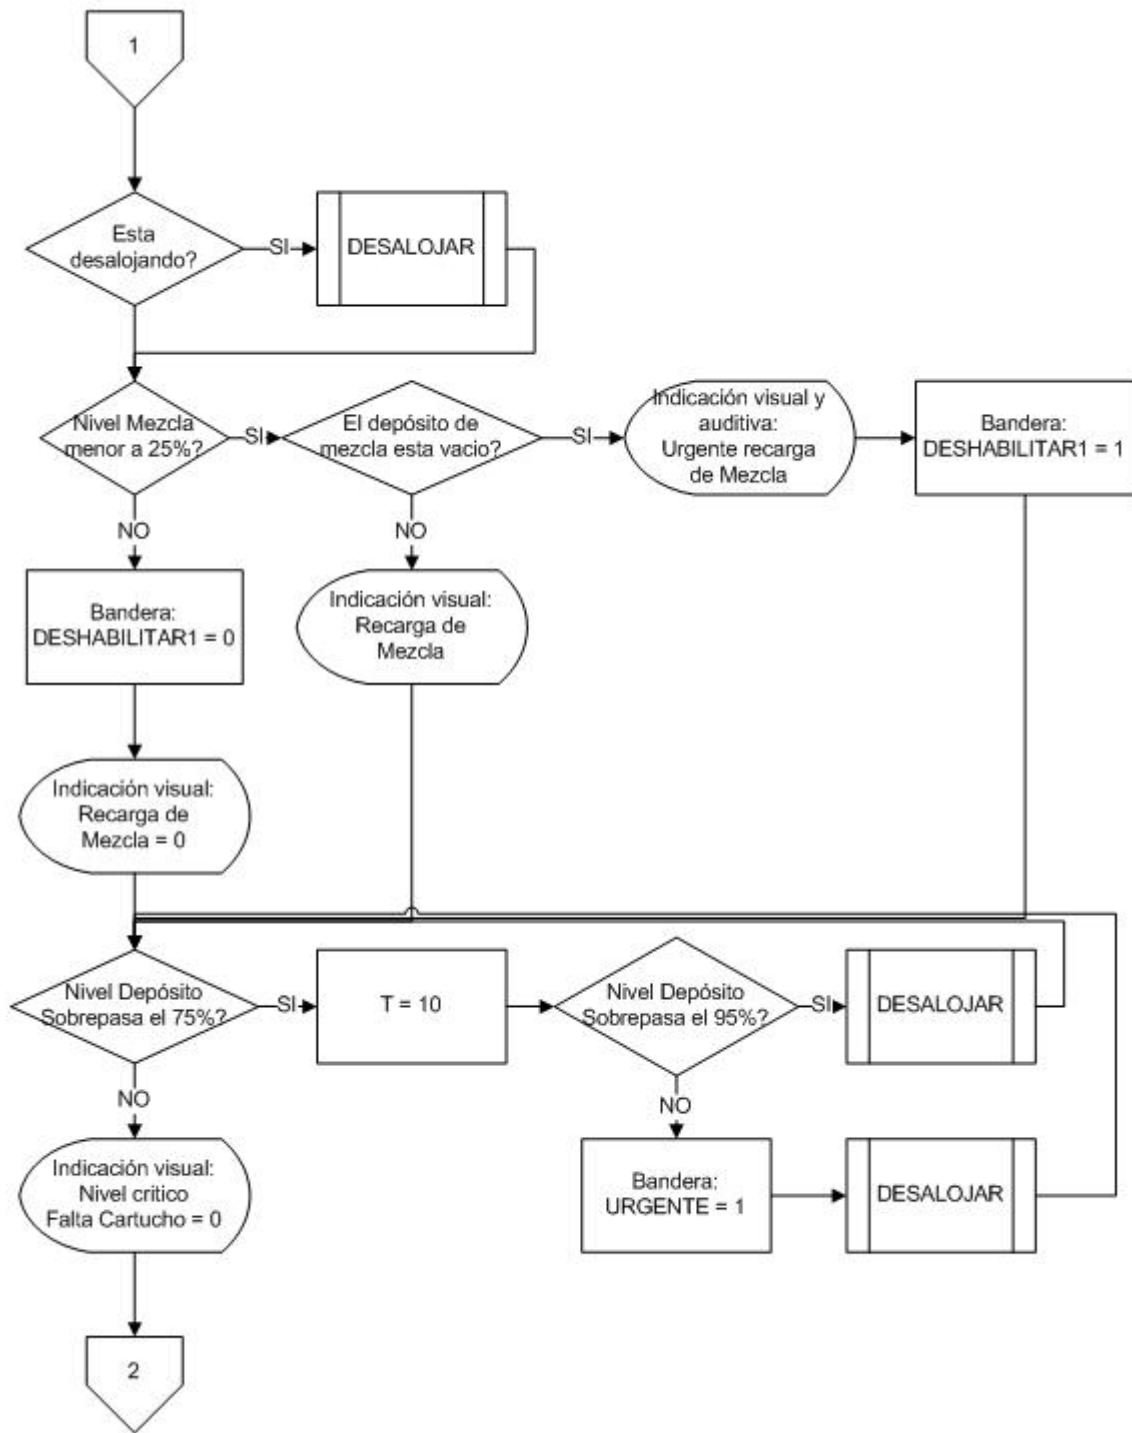 1
Esta
desalojando?
SI
DESALOJAR
Nivel Mezcla
menor a 25%?
SI
El depósito de
mezcla esta vacio?
SI
Indicación visual y
auditiva:
Urgente recarga
de Mezcla
Bandera:
DESHABILITAR1 = 1
NO
NO
Bandera:
DESHABILITAR1 = 0
Indicación visual:
Recarga de
Mezcla
Indicación visual:
Recarga de
Mezcla = 0
Nivel Depósito
Sobrepasa el 75%?
SI
T = 10
Nivel Depósito
Sobrepasa el 95%?
SI
DESALOJAR
NO
NO
Indicación visual:
Nivel critico
Falta Cartucho = 0
Bandera:
URGENTE = 1
DESALOJAR
2